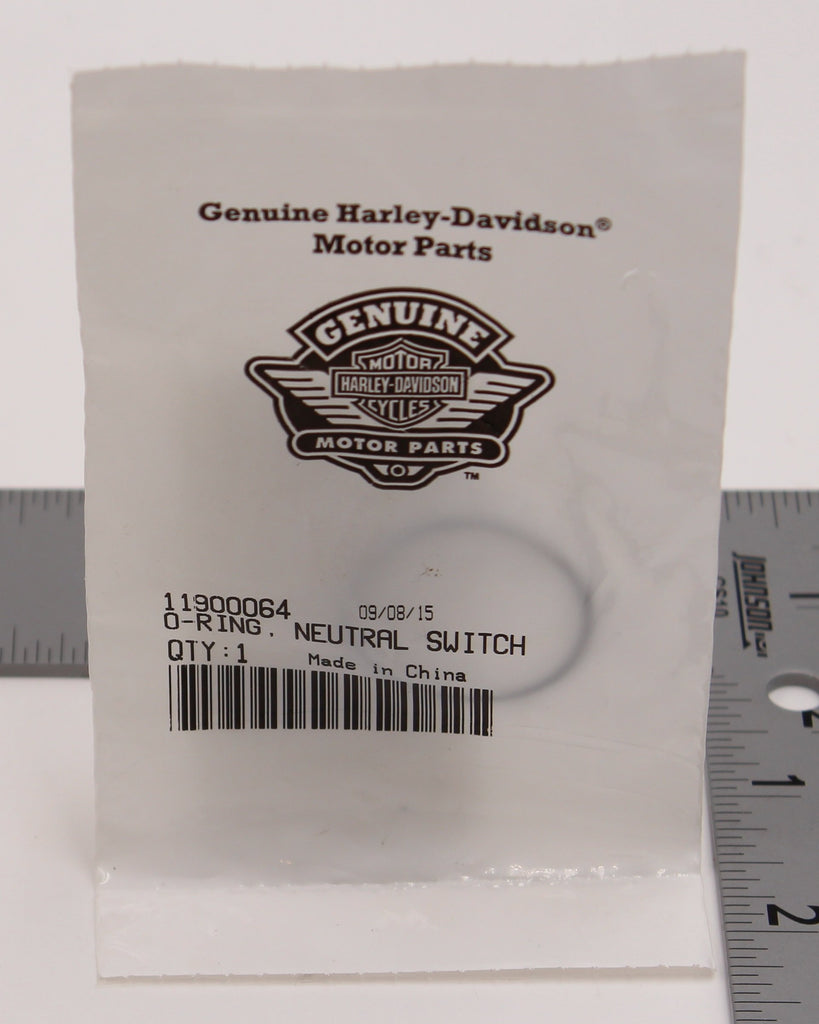 Genuine Harley-Davidson®
Motor Parts
GENUINE
MOTOR
HARLEY-DAVIDSON
CYCLES
MOTOR PARTS
™
11900064
09/08/15
O-RING, NEUTRAL SWITCH
QTY:1
Made in China
JOHNSON
CS10
1
2
1
2